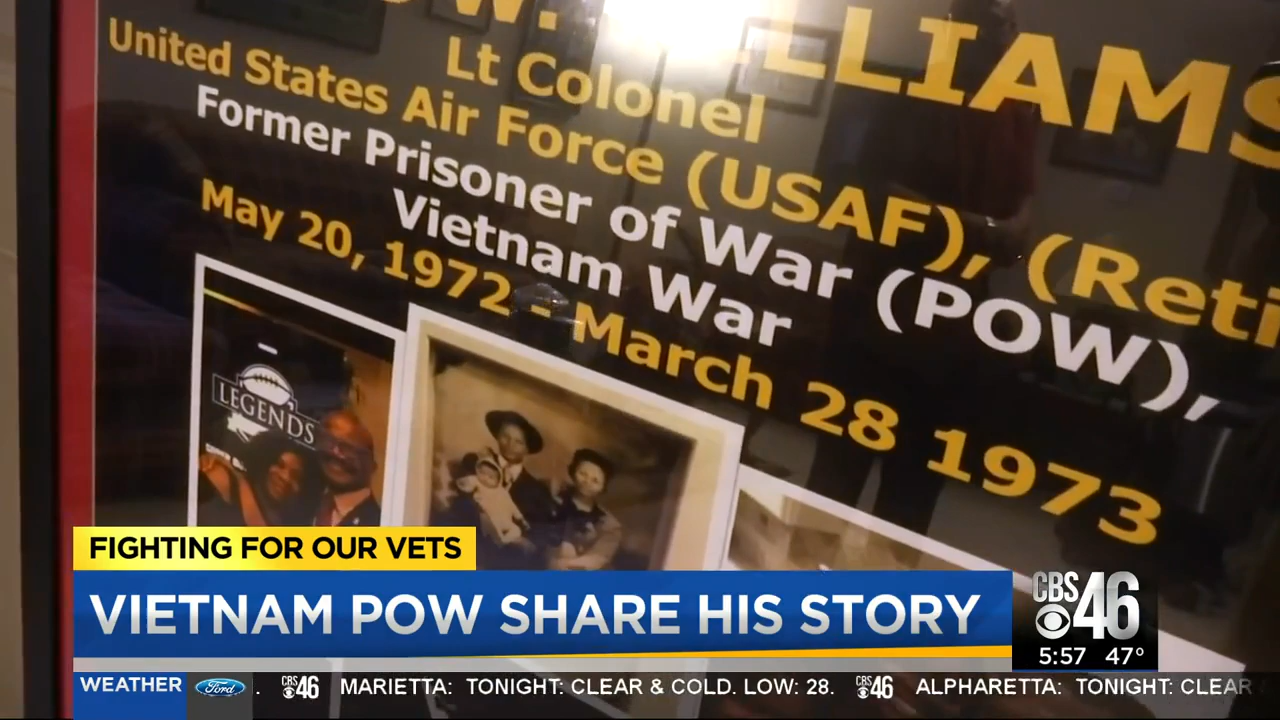 W.
LLIAMS
Lt Colonel
United States Air Force (USAF), (Reti
Former Prisoner of War (POW),
Vietnam War
May 20, 1972 - March 28 1973
LEGENDS
FIGHTING FOR OUR VETS
VIETNAM POW SHARE HIS STORY
CBS 46
5:57 47°
WEATHER Ford . CBS 46 MARIETTA: TONIGHT: CLEAR & COLD. LOW: 28. CBS 46 ALPHARETTA: TONIGHT: CLEAR